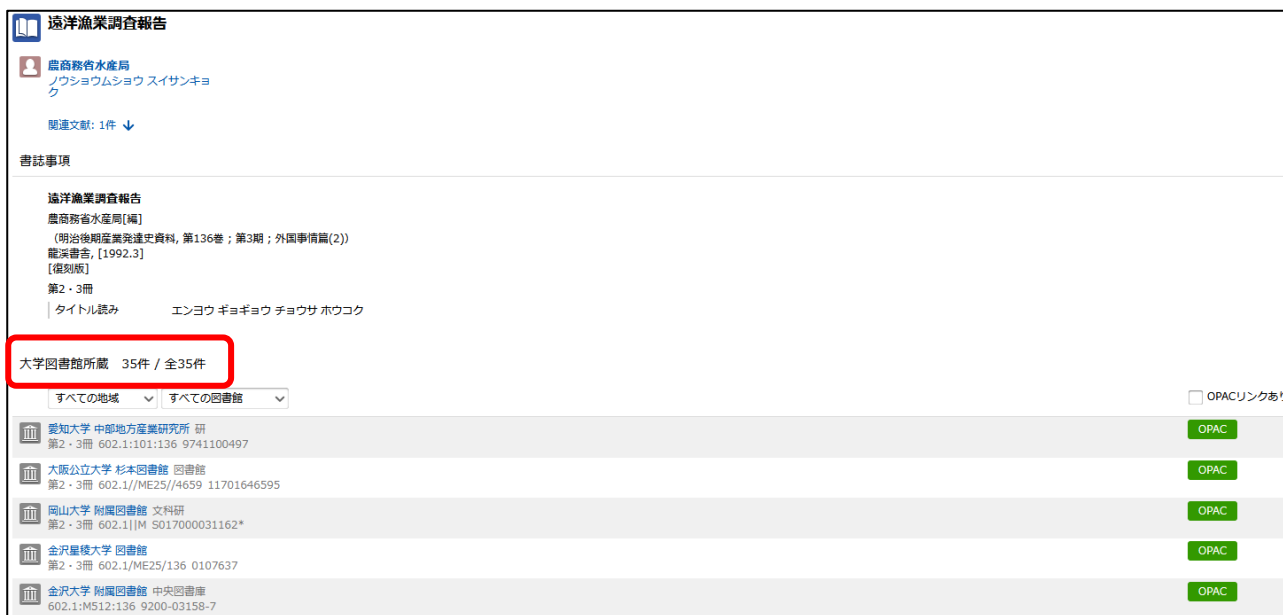 遠洋漁業調査報告
農商務省水産局
ノウショウムショウ スイサンキョ
ク
関連文献: 1件
書誌事項
遠洋漁業調査報告
農商務省水産局[編]
(明治後期産業発達史資料, 第136巻 ; 第3期 ; 外国事情篇(2))
龍溪書舎, [1992.3]
[復刻版]
第2・3冊
タイトル読み エンヨウ ギョギョウ チョウサ ホウコク
大学図書館所蔵 35件 / 全35件
すべての地域 すべての図書館 OPACリンクあり
愛知大学 中部地方産業研究所 研 OPAC
第2・3冊 602.1:101:136 9741100497
大阪公立大学 杉本図書館 図書館 OPAC
第2・3冊 602.1//ME25//4659 11701646595
岡山大学 附属図書館 文科研 OPAC
第2・3冊 602.1||M S017000031162*
金沢星稜大学 図書館 OPAC
第2・3冊 602.1/ME25/136 0107637
金沢大学 附属図書館 中央図書庫 OPAC
602.1:M512:136 9200-03158-7